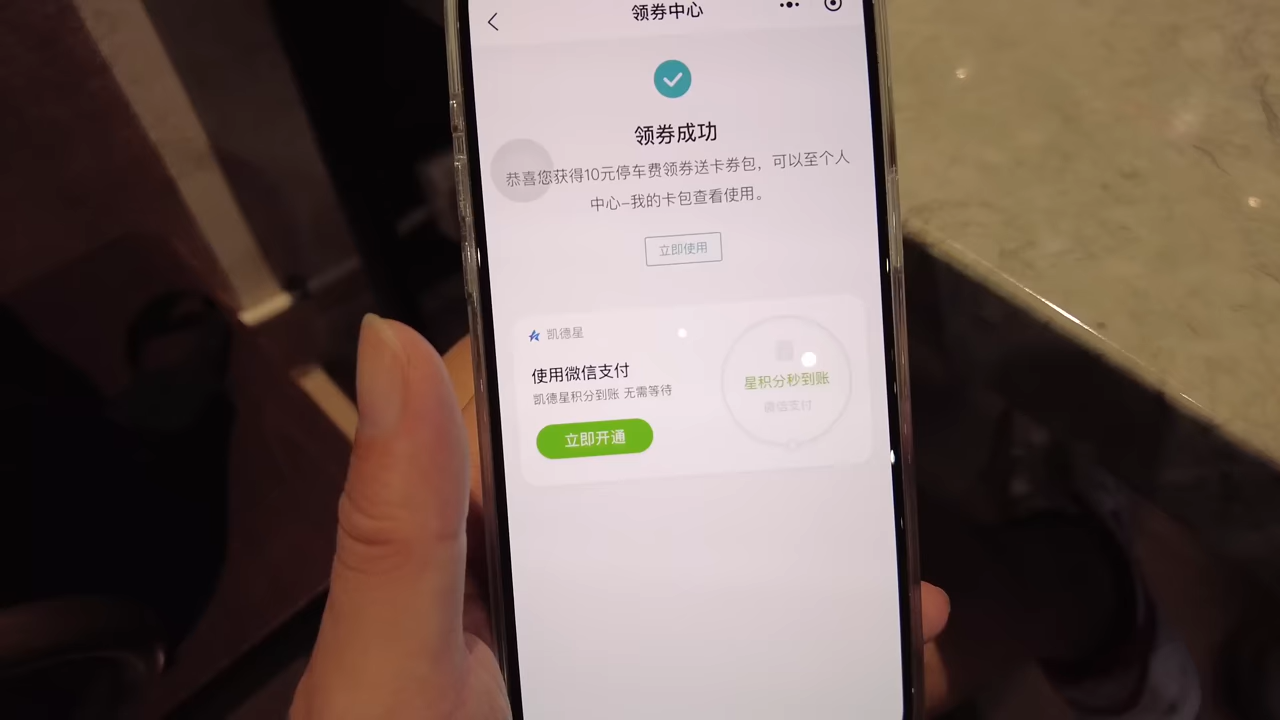 领券中心
领券成功
恭喜您获得10元停车费领券送卡券包，可以至个人
中心-我的卡包查看使用。
立即使用
凯德星
使用微信支付
凯德星积分到账 无需等待
立即开通
星积分秒到账
微信支付